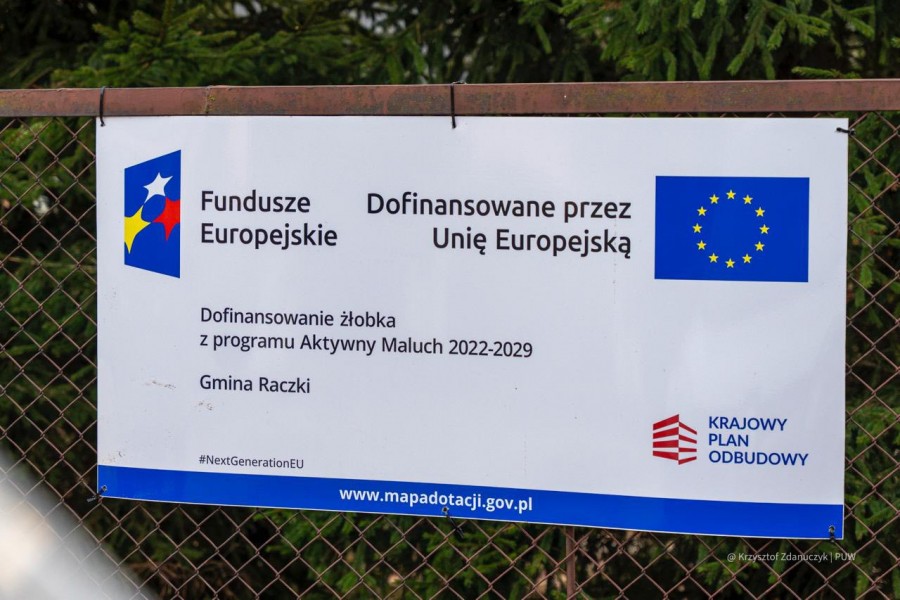 Fundusze
Europejskie
Dofinansowane przez
Unię Europejską
Dofinansowanie żłobka
z programu Aktywny Maluch 2022-2029
Gmina Raczki
KRAJOWY
PLAN
ODBUDOWY
#NextGenerationEU
www.mapadotacji.gov.pl
@ Krzysztof Zdanuczyk | PUW